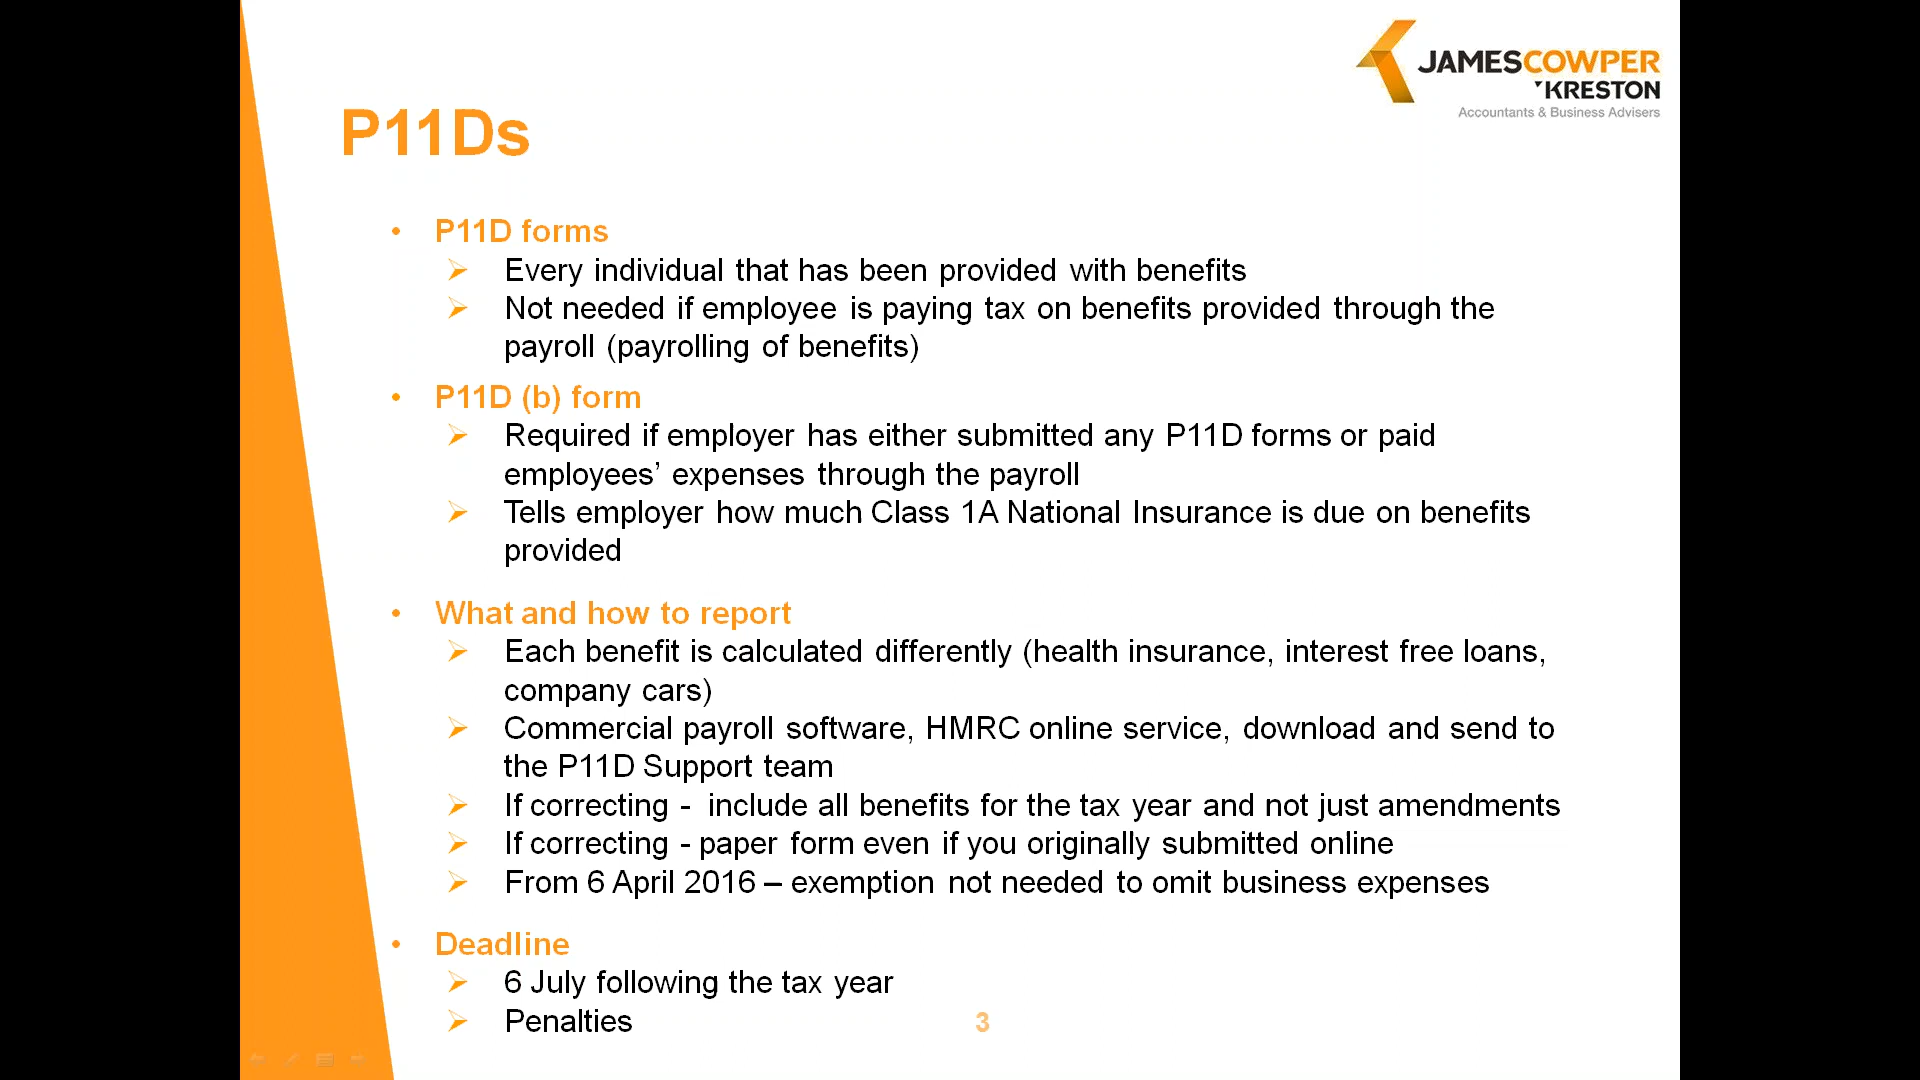 JAMESCOWPER
KRESTON
Accountants & Business Advisers
P11Ds
• P11D forms
➢ Every individual that has been provided with benefits
➢ Not needed if employee is paying tax on benefits provided through the
payroll (payrolling of benefits)
• P11D (b) form
➢ Required if employer has either submitted any P11D forms or paid
employees’ expenses through the payroll
➢ Tells employer how much Class 1A National Insurance is due on benefits
provided
• What and how to report
➢ Each benefit is calculated differently (health insurance, interest free loans,
company cars)
➢ Commercial payroll software, HMRC online service, download and send to
the P11D Support team
➢ If correcting - include all benefits for the tax year and not just amendments
➢ If correcting - paper form even if you originally submitted online
➢ From 6 April 2016 – exemption not needed to omit business expenses
• Deadline
➢ 6 July following the tax year
➢ Penalties
3